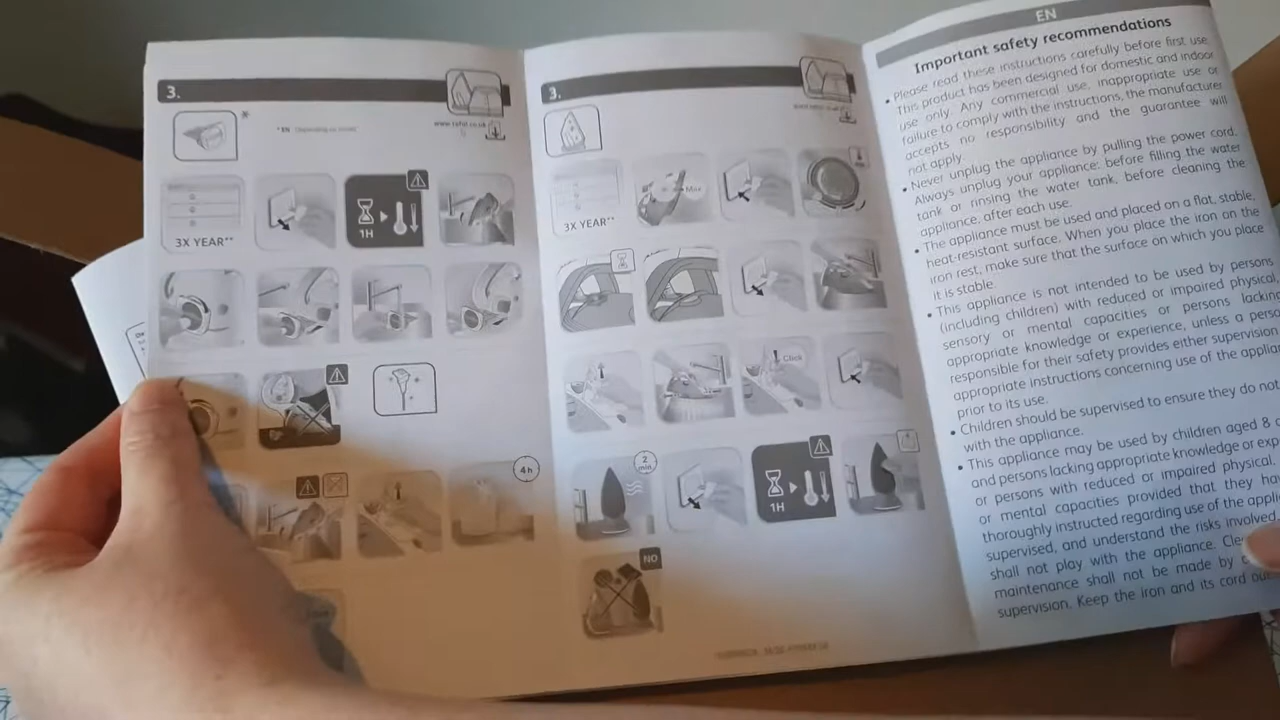 3.
*
* EN Depending on model
www.tefal.co.uk
3X YEAR**
1H
4h
3.
3X YEAR**
Max
Click
2
min
1H
NO
EN
Important safety recommendations
• Please read these instructions carefully before first use.
This product has been designed for domestic and indoor
use only. Any commercial use, inappropriate use or
failure to comply with the instructions, the manufacturer
accepts no responsibility and the guarantee will
not apply.
• Never unplug the appliance by pulling the power cord.
Always unplug your appliance: before filling the water
tank or rinsing the water tank, before cleaning the
appliance, after each use.
• The appliance must be used and placed on a flat, stable,
heat-resistant surface. When you place the iron on the
iron rest, make sure that the surface on which you place
it is stable.
• This appliance is not intended to be used by persons
(including children) with reduced or impaired physical,
sensory or mental capacities or persons lacking
appropriate knowledge or experience, unless a
responsible for their safety provides either supervision
appropriate instructions concerning use of the
prior to its use.
• Children should be supervised to ensure they do not
with the appliance.
• This appliance may be used by children aged 8
and persons lacking appropriate knowledge or
or persons with reduced or impaired physical,
or mental capacities provided that they
thoroughly instructed regarding use of the
supervised, and understand the risks involved.
shall not play with the appliance.
maintenance shall not be made by
supervision. Keep the iron and its cord